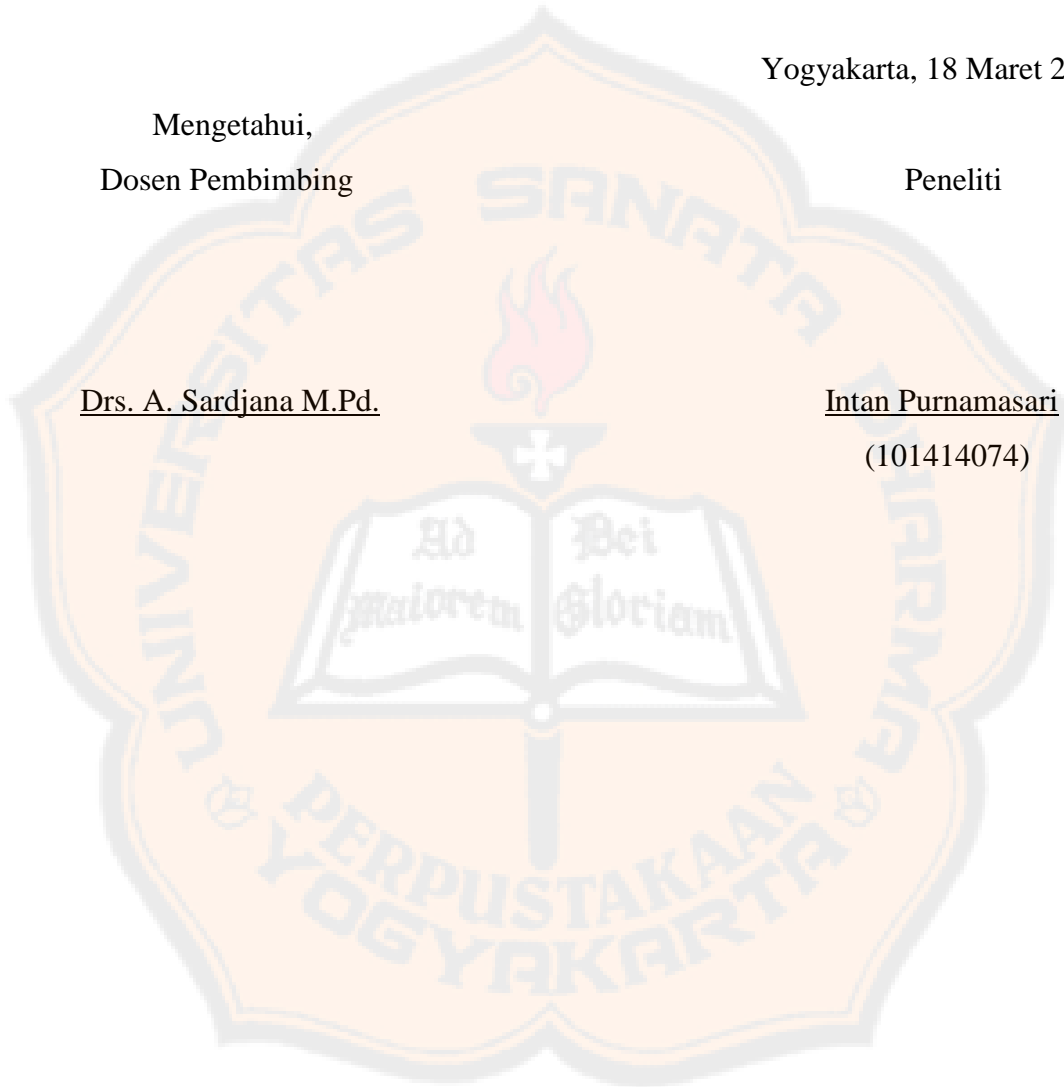 Yogyakarta, 18 Maret 2
Mengetahui,
Dosen Pembimbing Peneliti
Drs. A. Sardjana M.Pd. Intan Purnamasari
(101414074)
UNIVERSITAS SANATA DHARMA
Ad Dei
maiorem Gloriam
PERPUSTAKAAN
YOGYAKARTA